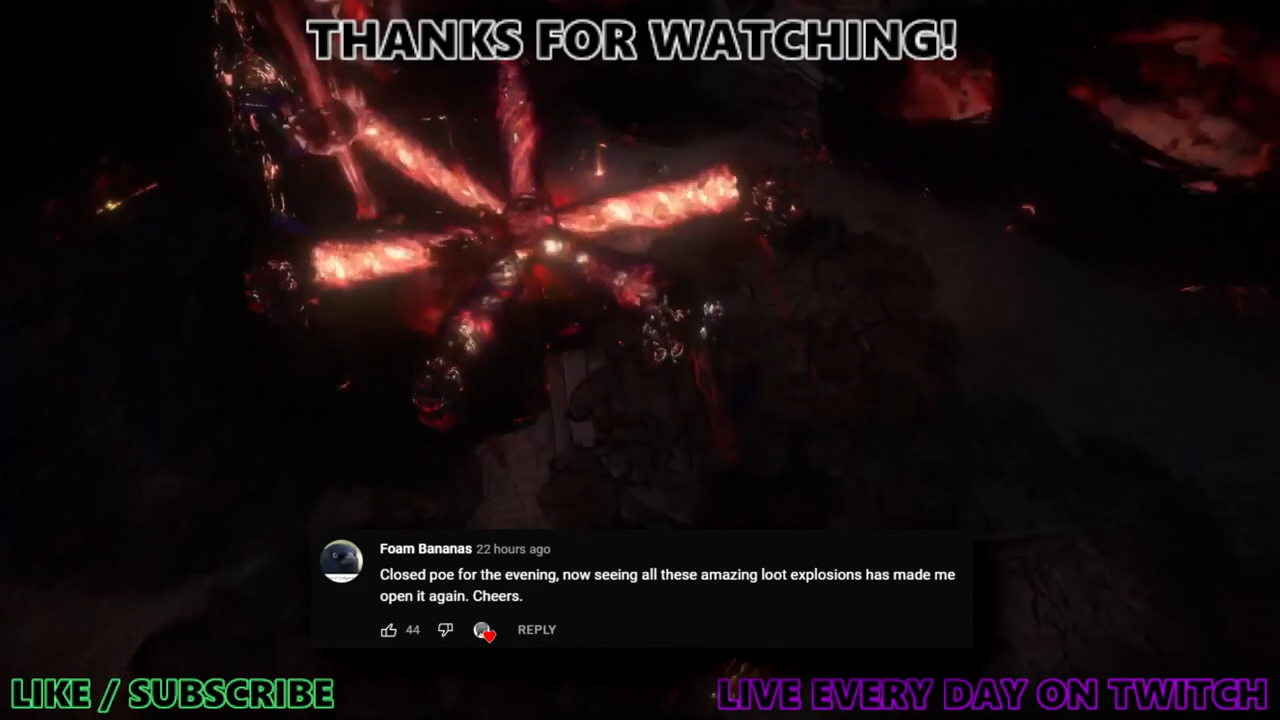 THANKS FOR WATCHING!
Foam Bananas 22 hours ago
Closed poe for the evening, now seeing all these amazing loot explosions has made me
open it again. Cheers.
44 REPLY
LIKE / SUBSCRIBE
LIVE EVERY DAY ON TWITCH